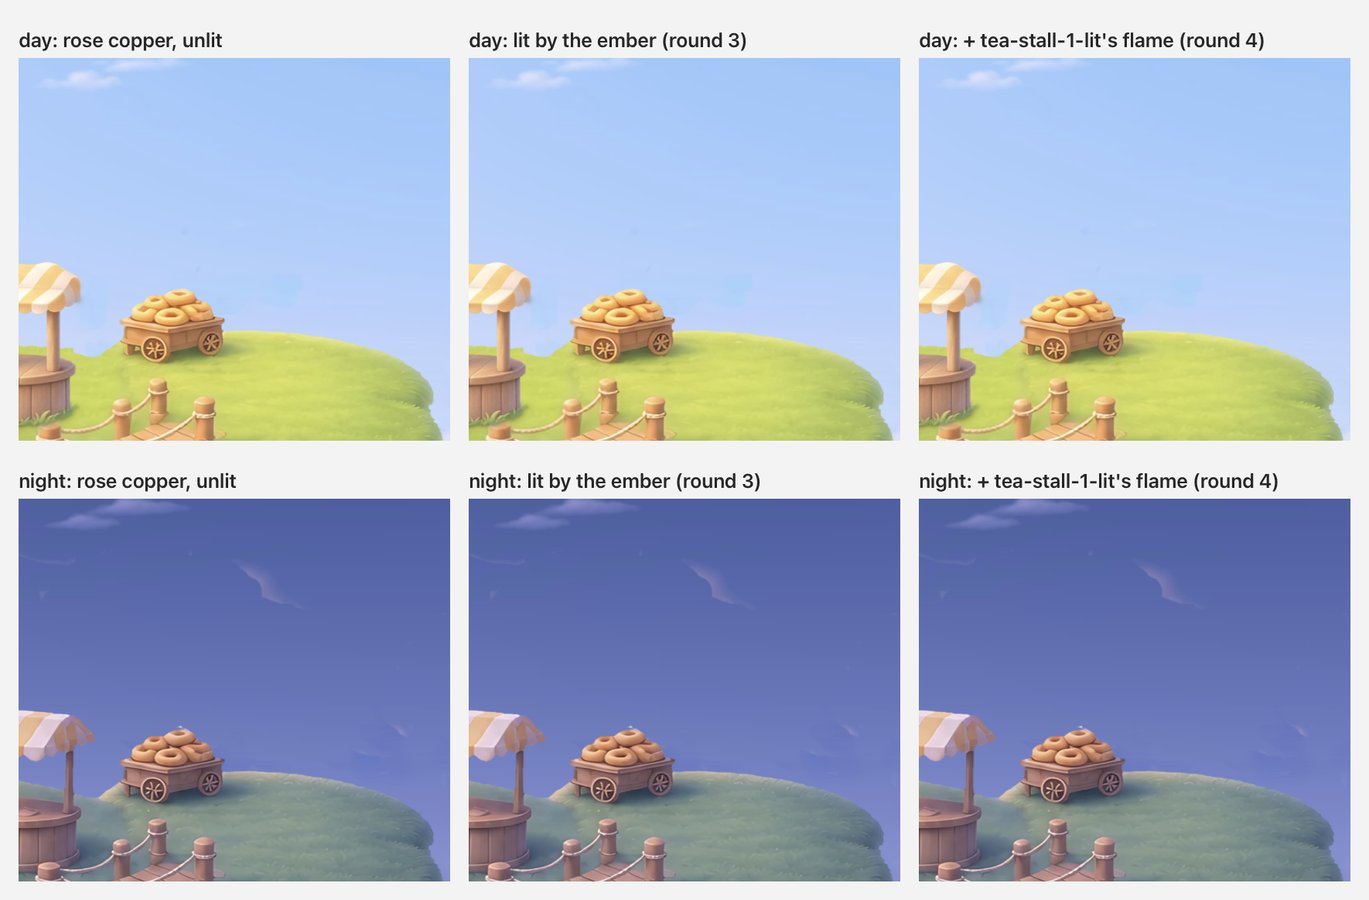 day: rose copper, unlit
day: lit by the ember (round 3)
day: + tea-stall-1-lit's flame (round 4)
night: rose copper, unlit
night: lit by the ember (round 3)
night: + tea-stall-1-lit's flame (round 4)